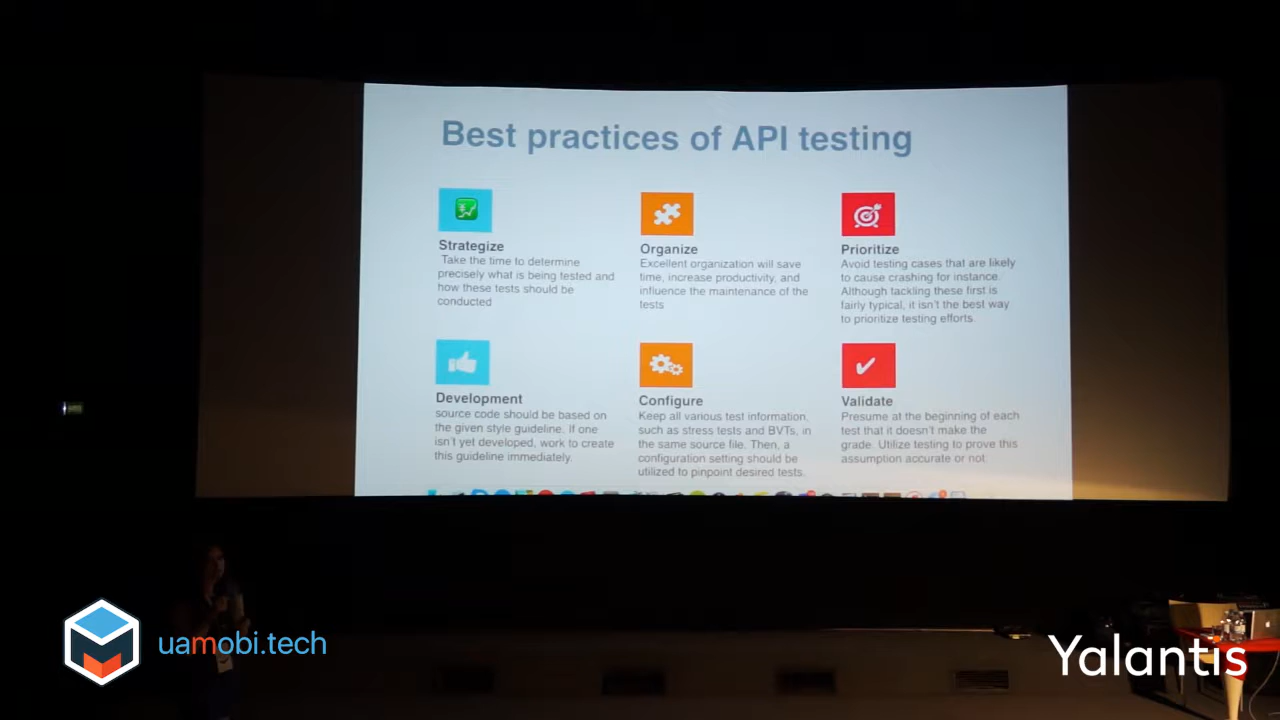 Best practices of API testing
Strategize
Take the time to determine
precisely what is being tested and
how these tests should be
conducted
Organize
Excellent organization will save
time, increase productivity, and
influence the maintenance of the
tests
Prioritize
Avoid testing cases that are likely
to cause crashing for instance.
Although tackling these first is
fairly typical, it isn't the best way
to prioritize testing efforts.
Development
source code should be based on
the given style guideline. If one
isn't yet developed, work to create
this guideline immediately.
Configure
Keep all various test information,
such as stress tests and BVTs, in
the same source file. Then, a
configuration setting should be
utilized to pinpoint desired tests.
Validate
Presume at the beginning of each
test that it doesn't make the
grade. Utilize testing to prove this
assumption accurate or not.
uamobi.tech
Yalantis